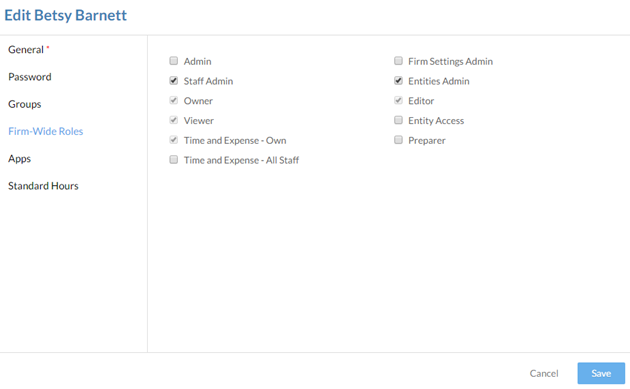 Edit Betsy Barnett
General *
Password
Groups
Firm-Wide Roles
Apps
Standard Hours
Admin
Staff Admin
Owner
Viewer
Time and Expense - Own
Time and Expense - All Staff
Firm Settings Admin
Entities Admin
Editor
Entity Access
Preparer
Cancel
Save